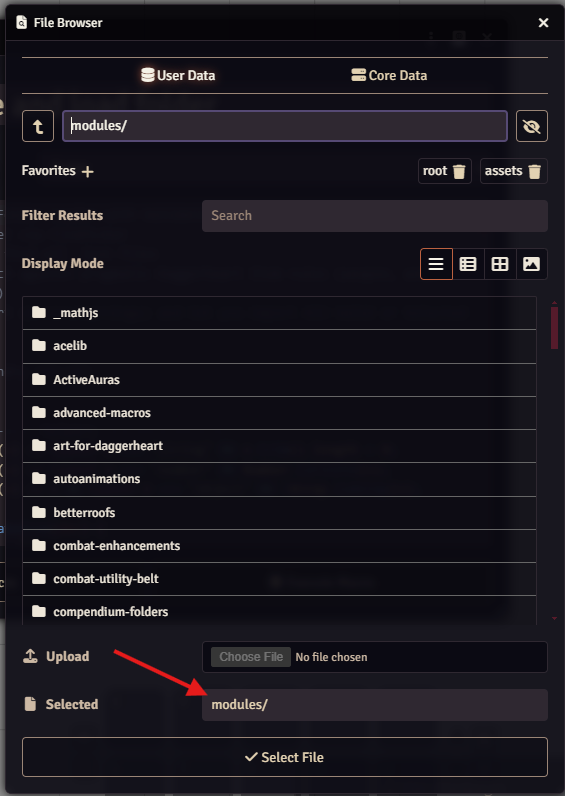 File Browser
User Data
Core Data
modules/
Favorites
root
assets
Filter Results
Search
Display Mode
_mathjs
acelib
ActiveAuras
advanced-macros
art-for-daggerheart
autoanimations
betterroofs
combat-enhancements
combat-utility-belt
compendium-folders
Upload
Choose File No file chosen
Selected
modules/
Select File